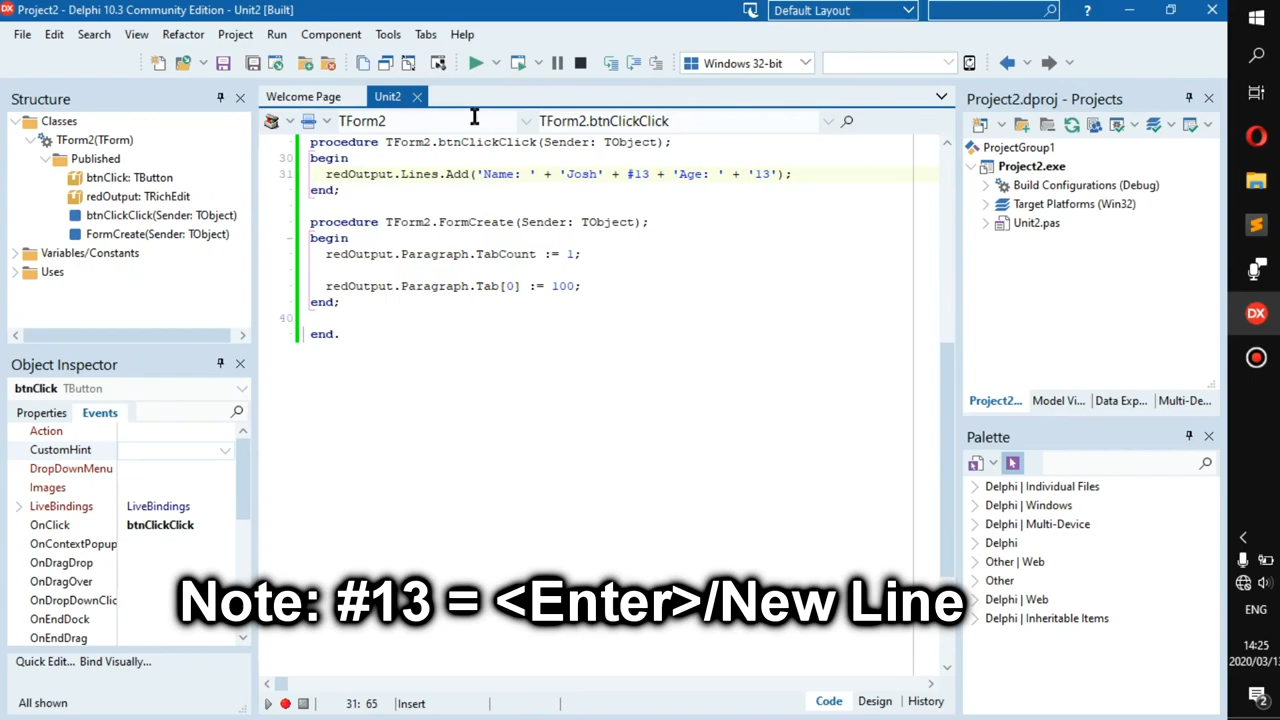 Project2 - Delphi 10.3 Community Edition - Unit2 [Built]
Default Layout
?
File Edit Search View Refactor Project Run Component Tools Tabs Help
Windows 32-bit
Structure
Classes
TForm2(TForm)
Published
btnClick: TButton
redOutput: TRichEdit
btnClickClick(Sender: TObject)
FormCreate(Sender: TObject)
Variables/Constants
Uses
Object Inspector
btnClick TButton
Properties Events
Action
CustomHint
DropDownMenu
Images
LiveBindings LiveBindings
OnClick btnClickClick
OnContextPopup
OnDragDrop
OnDragOver
OnDropDownClic
OnEndDock
OnEndDrag
Quick Edit... Bind Visually...
All shown
Welcome Page Unit2
TForm2 TForm2.btnClickClick
procedure TForm2.btnClickClick(Sender: TObject);
30 begin
31 redOutput.Lines.Add('Name: ' + 'Josh' + #13 + 'Age: ' + '13');
end;
procedure TForm2.FormCreate(Sender: TObject);
begin
redOutput.Paragraph.TabCount := 1;
redOutput.Paragraph.Tab[0] := 100;
end;
40
end.
Note: #13 = <Enter>/New Line
31: 65 Insert
Code Design History
Project2.dproj - Projects
ProjectGroup1
Project2.exe
Build Configurations (Debug)
Target Platforms (Win32)
Unit2.pas
Project2... Model Vi... Data Exp... Multi-De...
Palette
Delphi | Individual Files
Delphi | Windows
Delphi | Multi-Device
Delphi
Other | Web
Other
Delphi | Web
Delphi | Inheritable Items
DX
ENG
14:25
2020/03/13
2